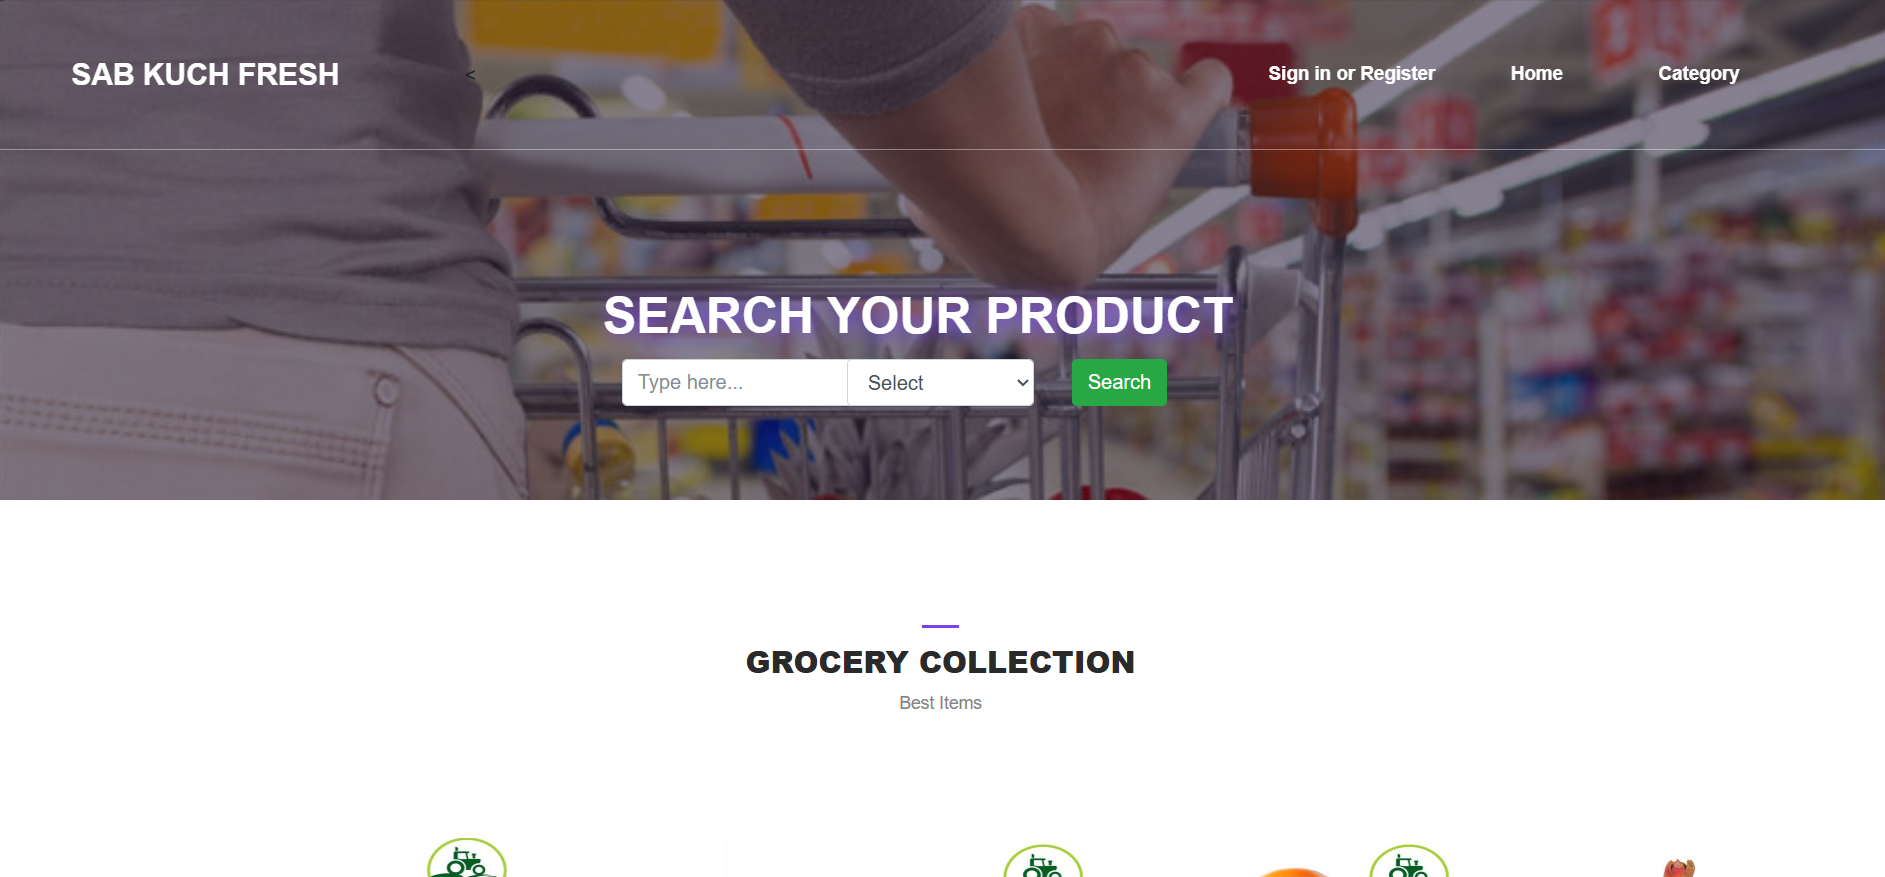 SAB KUCH FRESH
<
Sign in or Register
Home
Category
SEARCH YOUR PRODUCT
Type here...
Select
Search
GROCERY COLLECTION
Best Items